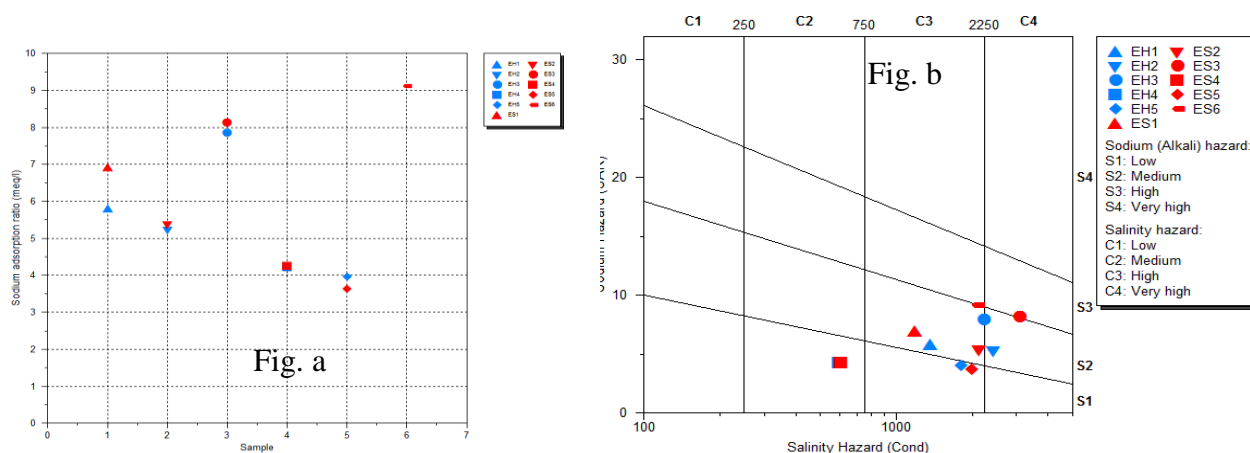 10
9
8
7
6
5
4
3
2
1
0
Sodium adsorption ratio (meq/l)
0 1 2 3 4 5 6 7
Sample
Fig. a
EH1 ES2
EH2 ES3
EH3 ES4
EH4 ES5
EH5 ES6
ES1
C1 250 C2 750 C3 2250 C4
30
20
10
0
Sodium Hazard (SAR)
100 1000
Salinity Hazard (Cond)
Fig. b
S4
S3
S2
S1
EH1 ES2
EH2 ES3
EH3 ES4
EH4 ES5
EH5 ES6
ES1
Sodium (Alkali) hazard:
S1: Low
S2: Medium
S3: High
S4: Very high
Salinity hazard:
C1: Low
C2: Medium
C3: High
C4: Very high